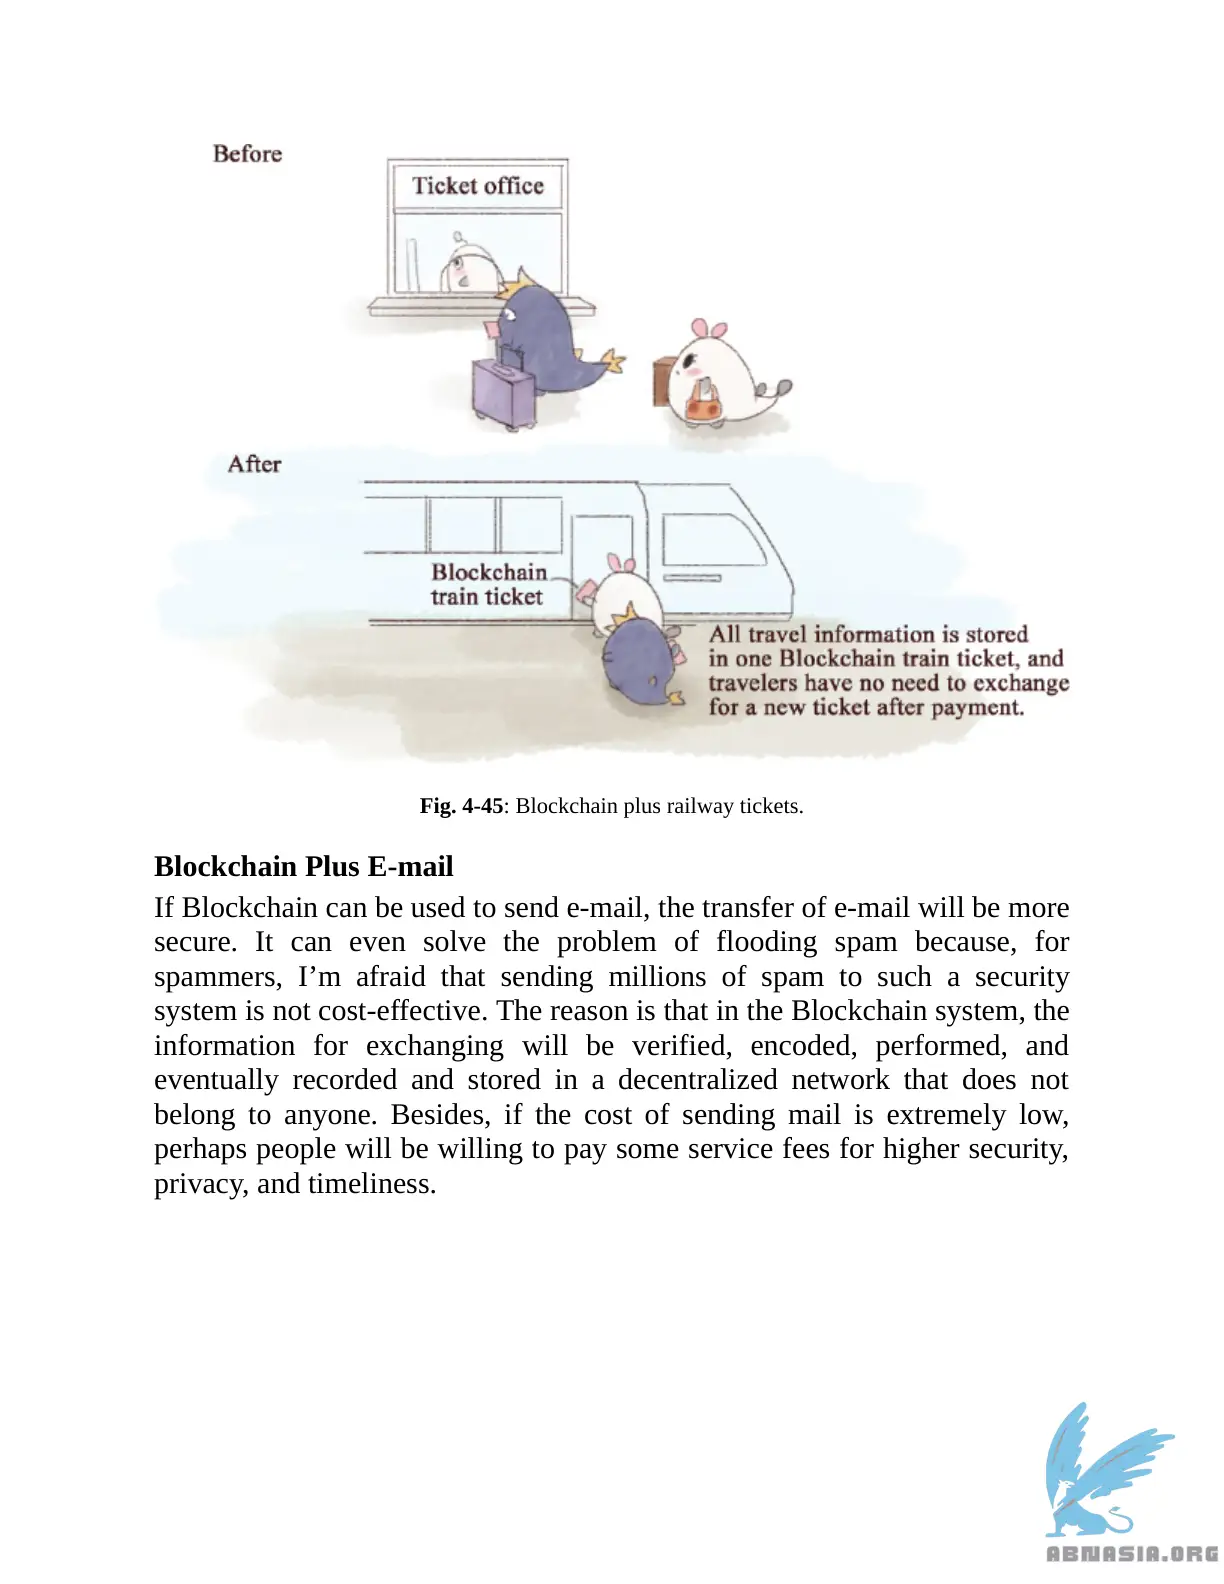 Before
Ticket office
After
Blockchain
train ticket
All travel information is stored
in one Blockchain train ticket, and
travelers have no need to exchange
for a new ticket after payment.
Fig. 4-45: Blockchain plus railway tickets.
Blockchain Plus E-mail
If Blockchain can be used to send e-mail, the transfer of e-mail will be more
secure. It can even solve the problem of flooding spam because, for
spammers, I’m afraid that sending millions of spam to such a security
system is not cost-effective. The reason is that in the Blockchain system, the
information for exchanging will be verified, encoded, performed, and
eventually recorded and stored in a decentralized network that does not
belong to anyone. Besides, if the cost of sending mail is extremely low,
perhaps people will be willing to pay some service fees for higher security,
privacy, and timeliness.
ABNASIA.ORG